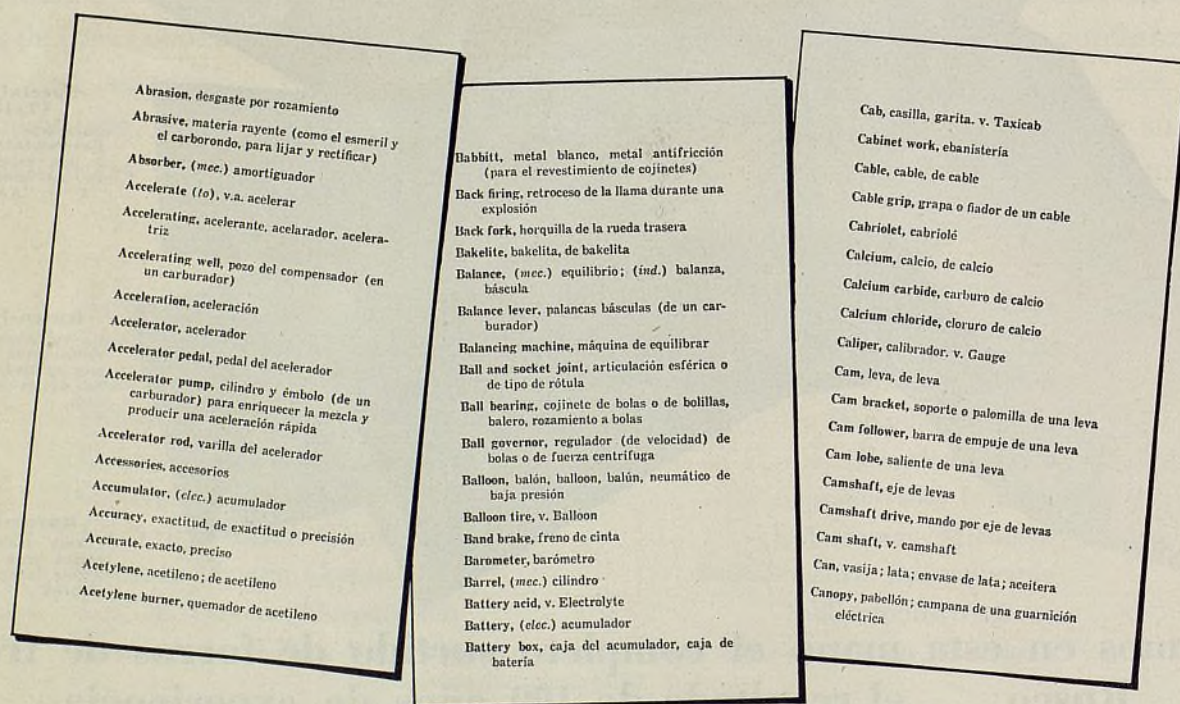 Abrasion, desgaste por rozamiento
Abrasive, materia rayente (como el esmeril y
el carborondo, para lijar y rectificar)
Absorber, (mec.) amortiguador
Accelerate (to), v.a. acelerar
Accelerating, acelerante, acelarador, acelera-
triz
Accelerating well, pozo del compensador (en
un carburador)
Acceleration, aceleración
Accelerator, acelerador
Accelerator pedal, pedal del acelerador
Accelerator pump, cilindro y émbolo (de un
carburador) para enriquecer la mezcla y
producir una aceleración rápida
Accelerator rod, varilla del acelerador
Accessories, accesorios
Accumulator, (elec.) acumulador
Accuracy, exactitud, de exactitud o precisión
Accurate, exacto, preciso
Acetylene, acetileno; de acetileno
Acetylene burner, quemador de acetileno
Babbitt, metal blanco, metal antifricción
(para el revestimiento de cojinetes)
Back firing, retroceso de la llama durante una
explosión
Back fork, horquilla de la rueda trasera
Bakelite, bakelita, de bakelita
Balance, (mec.) equilibrio; (ind.) balanza,
báscula
Balance lever, palancas básculas (de un car-
burador)
Balancing machine, máquina de equilibrar
Ball and socket joint, articulación esférica o
de tipo de rótula
Ball bearing, cojinete de bolas o de bolillas,
balero, rozamiento a bolas
Ball governor, regulador (de velocidad) de
bolas o de fuerza centrífuga
Balloon, balón, balloon, balún, neumático de
baja presión
Balloon tire, v. Balloon
Band brake, freno de cinta
Barometer, barómetro
Barrel, (mec.) cilindro
Battery acid, v. Electrolyte
Battery, (elec.) acumulador
Battery box, caja del acumulador, caja de
batería
Cab, casilla, garita. v. Taxicab
Cabinet work, ebanistería
Cable, cable, de cable
Cable grip, grapa o fiador de un cable
Cabriolet, cabriolé
Calcium, calcio, de calcio
Calcium carbide, carburo de calcio
Calcium chloride, cloruro de calcio
Caliper, calibrador. v. Gauge
Cam, leva, de leva
Cam bracket, soporte o palomilla de una leva
Cam follower, barra de empuje de una leva
Cam lobe, saliente de una leva
Camshaft, eje de levas
Camshaft drive, mando por eje de levas
Cam shaft, v. camshaft
Can, vasija; lata; envase de lata; aceitera
Canopy, pabellón; campana de una guarnición
eléctrica